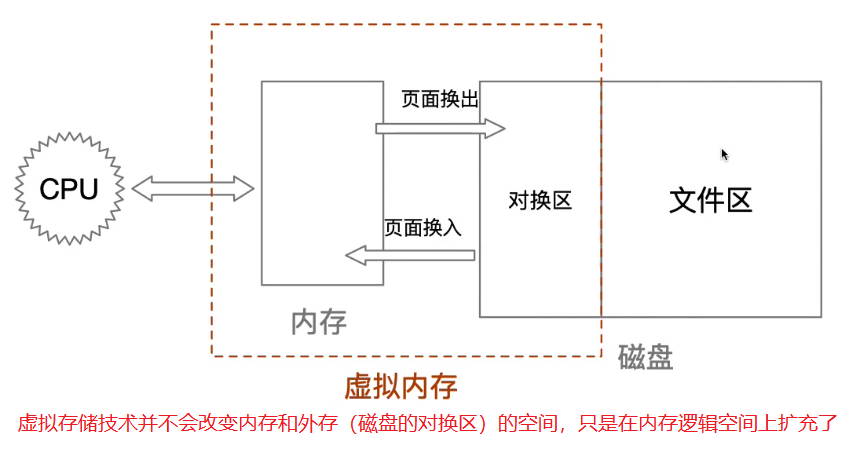 页面换出
CPU
对换区
文件区
页面换入
内存
磁盘
虚拟内存
虚拟存储技术并不会改变内存和外存（磁盘的对换区）的空间，只是在内存逻辑空间上扩充了